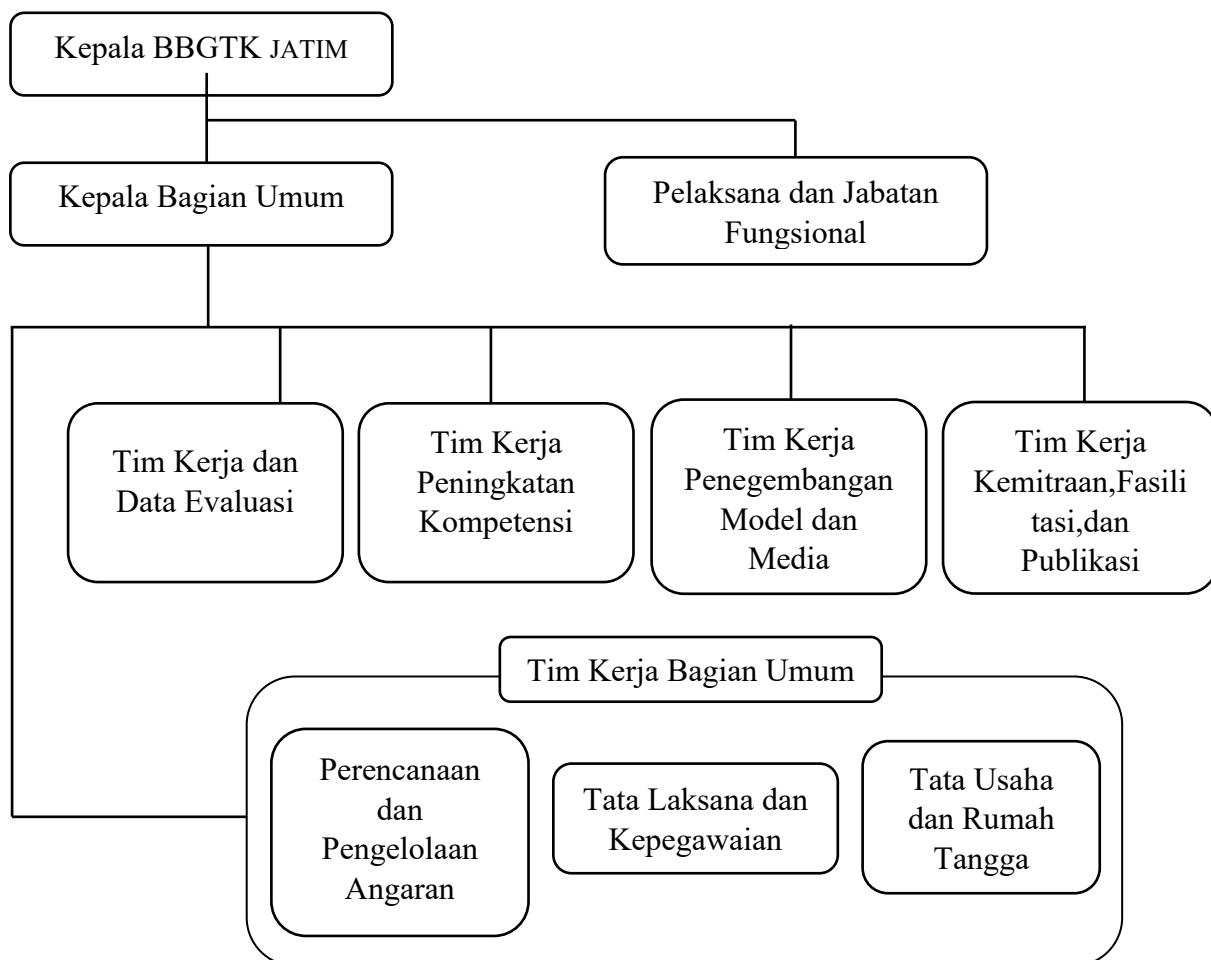 Kepala BBGTK JATIM
Kepala Bagian Umum
Pelaksana dan Jabatan
Fungsional
Tim Kerja dan
Data Evaluasi
Tim Kerja
Peningkatan
Kompetensi
Tim Kerja
Penegembangan
Model dan
Media
Tim Kerja
Kemitraan,Fasili
tasi,dan
Publikasi
Tim Kerja Bagian Umum
Perencanaan
dan
Pengelolaan
Angaran
Tata Laksana dan
Kepegawaian
Tata Usaha
dan Rumah
Tangga